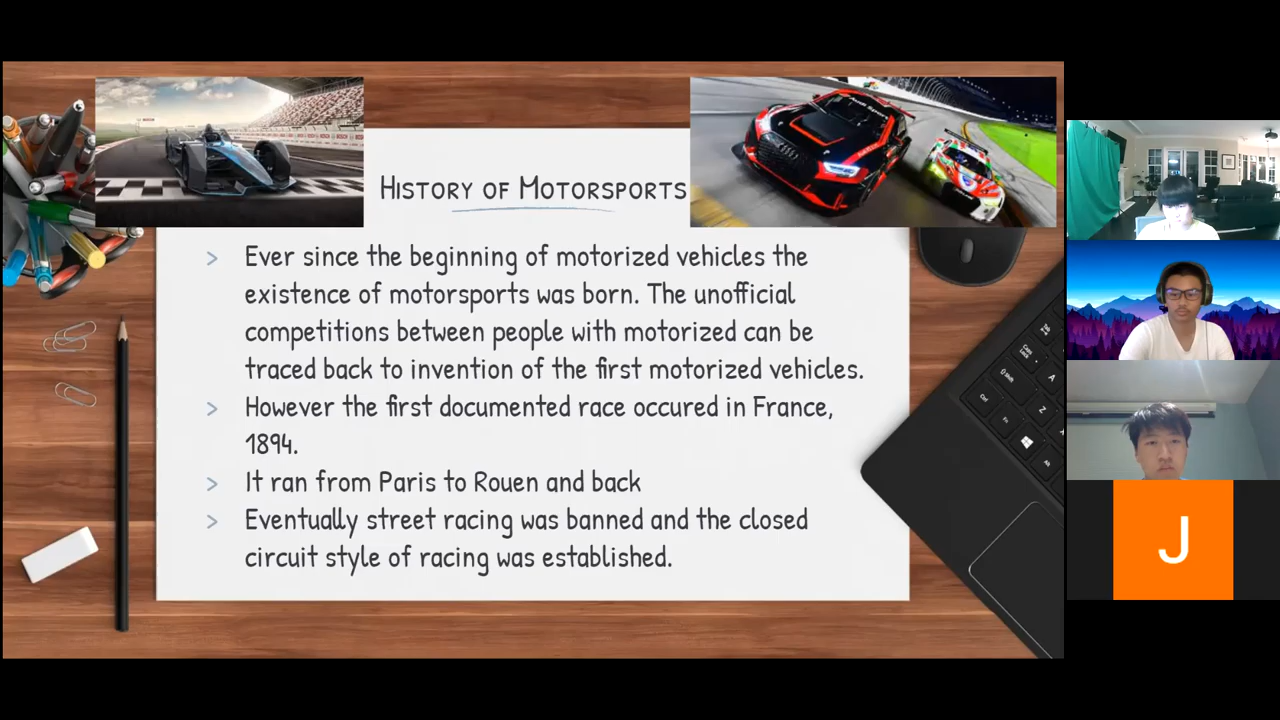 History of Motorsports
> Ever since the beginning of motorized vehicles the
existence of motorsports was born. The unofficial
competitions between people with motorized can be
traced back to invention of the first motorized vehicles.
> However the first documented race occured in France,
1894.
> It ran from Paris to Rouen and back
> Eventually street racing was banned and the closed
circuit style of racing was established.
J